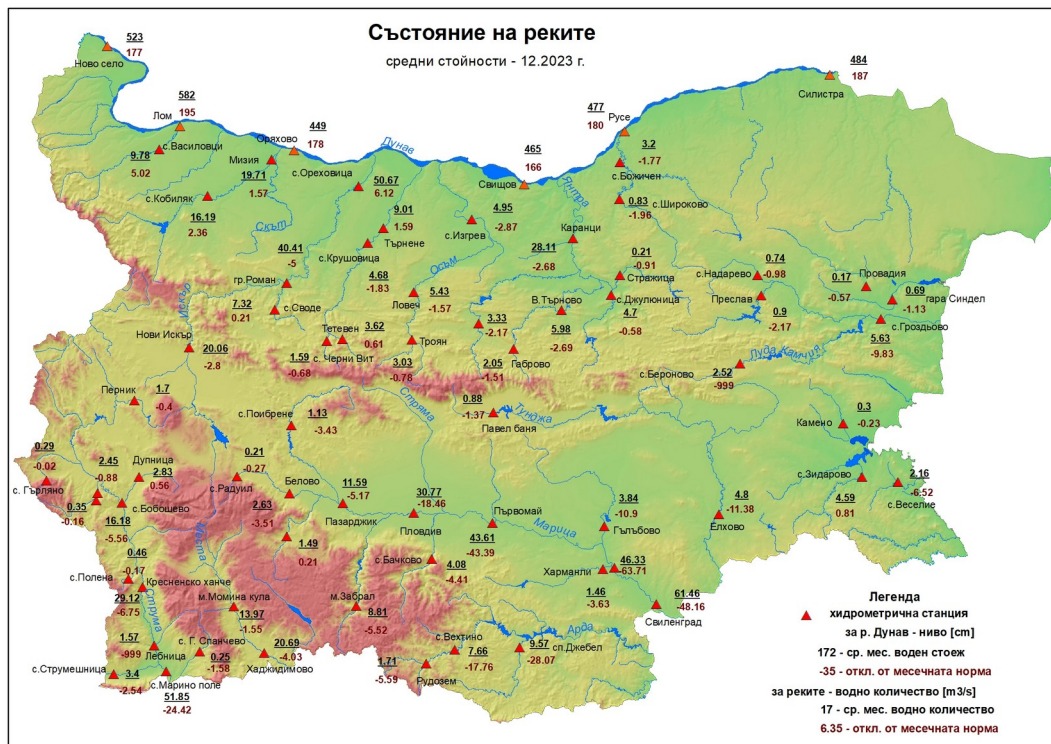 Състояние на реките
средни стойности - 12.2023 г.
523
177
Ново село
484
187
Силистра
582
195
Лом
477
180
Русе
449
178
Оряхово
465
166
Свищов
Дунав
с.Василовци
9.78
5.02
Мизия
19.71
1.57
с.Ореховица
50.67
6.12
3.2
-1.77
с.Божичен
Янтра
с.Кобиляк
16.19
2.36
Скът
9.01
1.59
Търнене
4.95
-2.87
с.Изгрев
0.83
-1.96
с.Широково
Каранци
28.11
-2.68
с.Крушовица
4.68
-1.83
40.41
-5
гр.Роман
Осъм
0.21
-0.91
Стражица
с.Надарево
0.74
-0.98
0.17
-0.57
Провадия
0.69
-1.13
гара Синдел
Искър
7.32
0.21
с.Своде
Ловеч
5.43
-1.57
В.Търново
5.98
-2.69
с.Джулюница
4.7
-0.58
Преслав
0.9
-2.17
с.Гроздьово
5.63
-9.83
3.33
-2.17
Нови Искър
20.06
-2.8
Тетевен
3.62
0.61
с. Черни Вит
1.59
-0.68
Троян
3.03
-0.78
Габрово
2.05
-1.51
Луда Камчия
с.Бероново
2.52
-999
Перник
1.7
-0.4
с.Поибрене
1.13
-3.43
Стряма
0.88
-1.37
Павел баня
Тунджа
0.3
-0.23
Камено
0.29
-0.02
с. Гърляно
2.45
-0.88
Дупница
2.83
0.56
0.21
-0.27
с.Радуил
Белово
2.63
-3.51
11.59
-5.17
Пазарджик
с.Зидарово
4.59
0.81
2.16
-6.52
с.Веселие
0.35
-0.16
с.Бобошево
16.18
-5.56
Места
30.77
-18.46
Пловдив
Първомай
43.61
-43.39
Марица
3.84
-10.9
Гълъбово
4.8
-11.38
Елхово
1.49
0.21
с.Бачково
4.08
-4.41
0.46
-0.17
с.Полена
Кресненско ханче
29.12
-6.75
Струма
м.Момина кула
13.97
-1.55
м.Забрал
8.81
-5.52
Харманли
1.46
-3.63
46.33
-63.71
61.46
-48.16
Свиленград
1.57
-999
Лебница
с. Г. Спанчево
0.25
-1.58
20.69
-4.03
Хаджидимово
с.Вехтино
7.66
-17.76
Арда
9.57
-28.07
сп.Джебел
1.71
-5.59
Рудозем
с.Струмешница
3.4
-2.54
с.Марино поле
51.85
-24.42
Легенда
хидрометрична станция
за р. Дунав - ниво [cm]
172 - ср. мес. воден стоеж
-35 - откл. от месечната норма
за реките - водно количество [m3/s]
17 - ср. мес. водно количество
6.35 - откл. от месечната норма